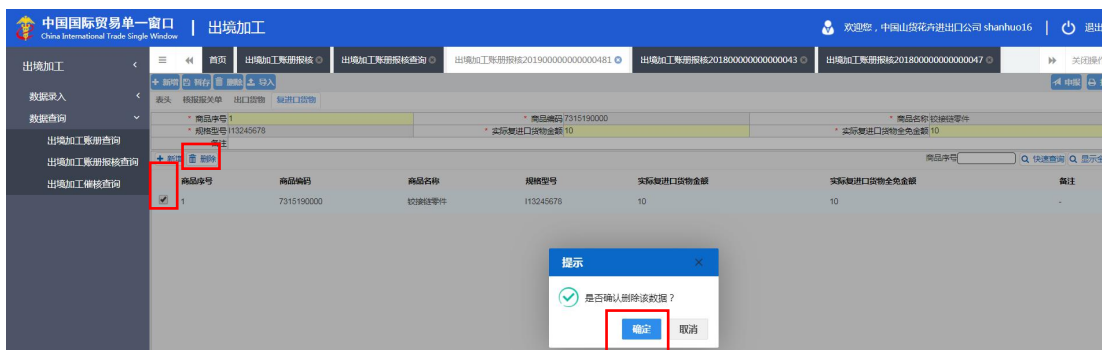 中国国际贸易单一窗口 | 出境加工
China International Trade Single Window
欢迎您，中国山货花卉进出口公司 shanhuo16 | 退出
出境加工
数据录入
数据查询
出境加工账册查询
出境加工账册报核查询
出境加工催核查询
首页 出境加工账册报核 出境加工账册报核查询 出境加工账册报核201900000000000481 出境加工账册报核201800000000000043 出境加工账册报核201800000000000047 关闭操作
新增 暂存 删除 导入 申报
表头 核报报关单 出口货物 复进口货物
* 商品序号 1 * 商品编码 7315190000 * 商品名称 铰接链零件
* 规格型号 I13245678 * 实际复进口货物金额 10 * 实际复进口货物全免金额 10
备注
新增 删除 商品序号 快速查询 显示全
商品序号 商品编码 商品名称 规格型号 实际复进口货物金额 实际复进口货物全免金额 备注
1 7315190000 铰接链零件 I13245678 10 10 -
提示 ×
是否确认删除该数据？
确定 取消